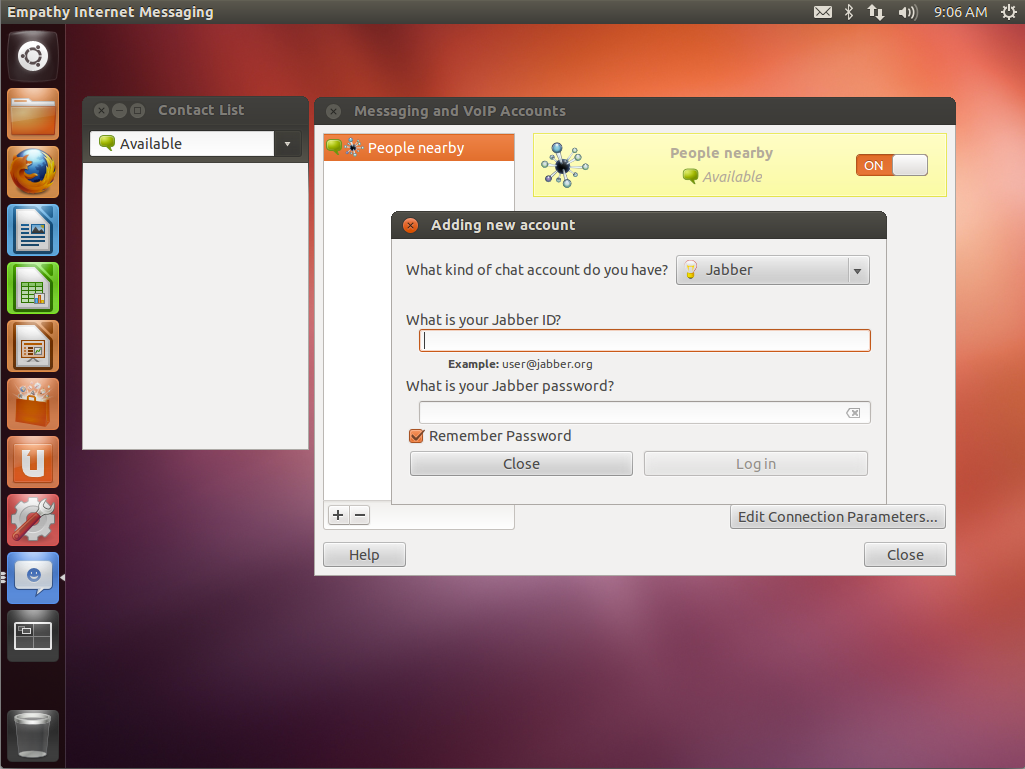 Empathy Internet Messaging
9:06 AM
Contact List
Available
Messaging and VoIP Accounts
People nearby
People nearby
Available
ON
Adding new account
What kind of chat account do you have?
Jabber
What is your Jabber ID?
Example: user@jabber.org
What is your Jabber password?
Remember Password
Close
Log in
Edit Connection Parameters...
Help
Close